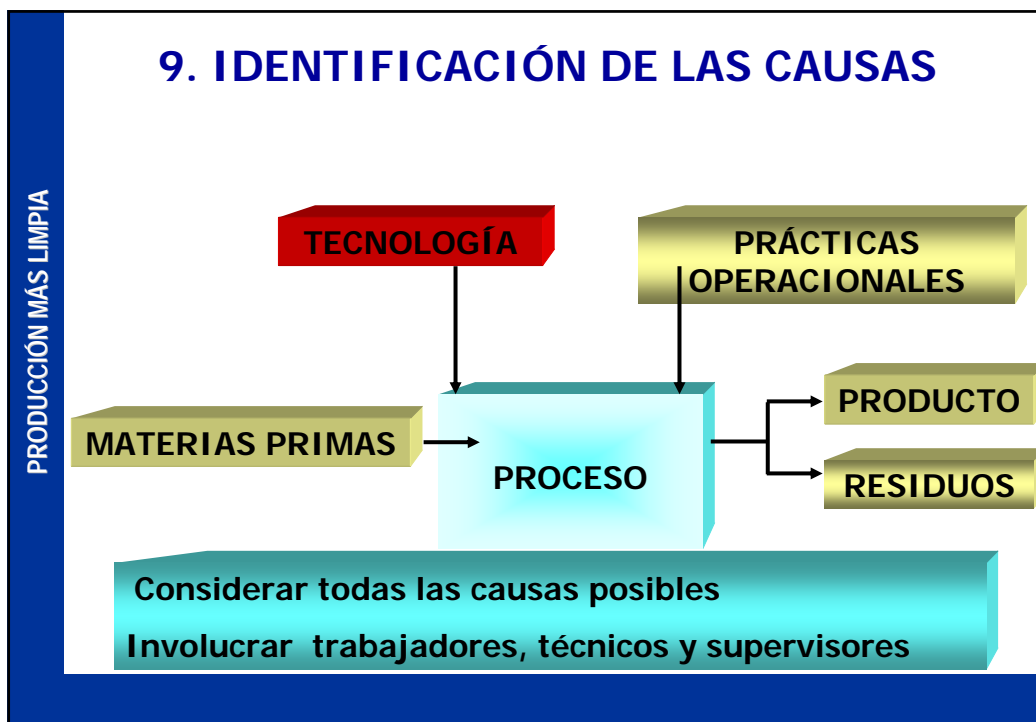 9. IDENTIFICACIÓN DE LAS CAUSAS
PRODUCCIÓN MÁS LIMPIA
TECNOLOGÍA
PRÁCTICAS
OPERACIONALES
MATERIAS PRIMAS
PROCESO
PRODUCTO
RESIDUOS
Considerar todas las causas posibles
Involucrar trabajadores, técnicos y supervisores